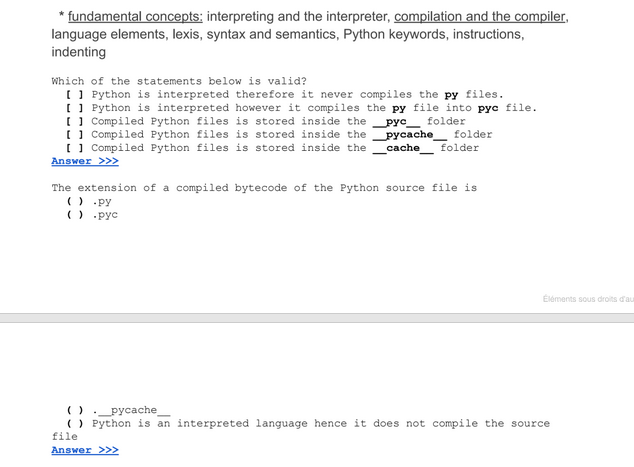 * fundamental concepts: interpreting and the interpreter, compilation and the compiler,
language elements, lexis, syntax and semantics, Python keywords, instructions,
indenting
Which of the statements below is valid?
[ ] Python is interpreted therefore it never compiles the py files.
[ ] Python is interpreted however it compiles the py file into pyc file.
[ ] Compiled Python files is stored inside the __pyc__ folder
[ ] Compiled Python files is stored inside the __pycache__ folder
[ ] Compiled Python files is stored inside the __cache__ folder
Answer >>>
The extension of a compiled bytecode of the Python source file is
( ) .py
( ) .pyc
Éléments sous droits d'au
( ) .__pycache__
( ) Python is an interpreted language hence it does not compile the source
file
Answer >>>